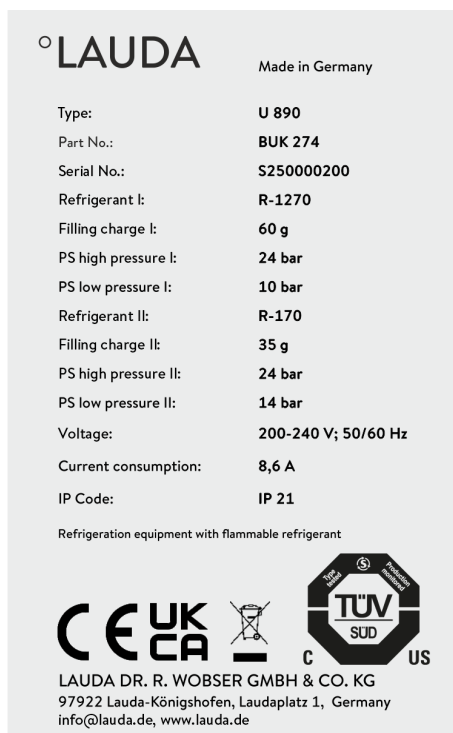 °LAUDA
Made in Germany
Type: U 890
Part No.: BUK 274
Serial No.: S250000200
Refrigerant I: R-1270
Filling charge I: 60 g
PS high pressure I: 24 bar
PS low pressure I: 10 bar
Refrigerant II: R-170
Filling charge II: 35 g
PS high pressure II: 24 bar
PS low pressure II: 14 bar
Voltage: 200-240 V; 50/60 Hz
Current consumption: 8,6 A
IP Code: IP 21
Refrigeration equipment with flammable refrigerant
Type tested
S
Production monitored
TÜV
SÜD
C US
CE
UK
CA
LAUDA DR. R. WOBSER GMBH & CO. KG
97922 Lauda-Königshofen, Laudaplatz 1, Germany
info@lauda.de, www.lauda.de